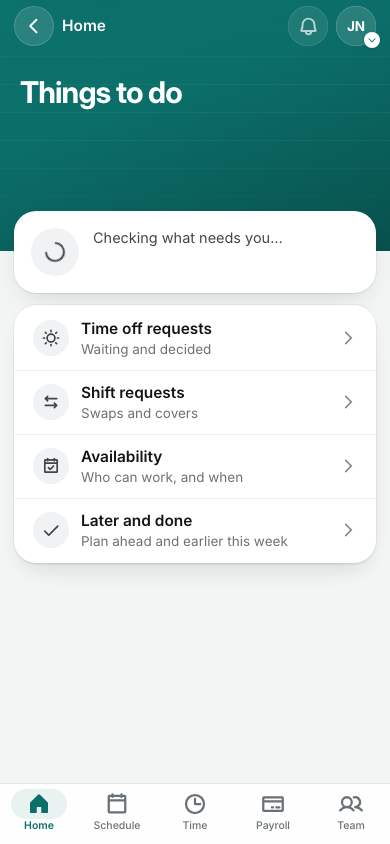 Home
JN
Things to do
Checking what needs you...
Time off requests
Waiting and decided
Shift requests
Swaps and covers
Availability
Who can work, and when
Later and done
Plan ahead and earlier this week
Home
Schedule
Time
Payroll
Team